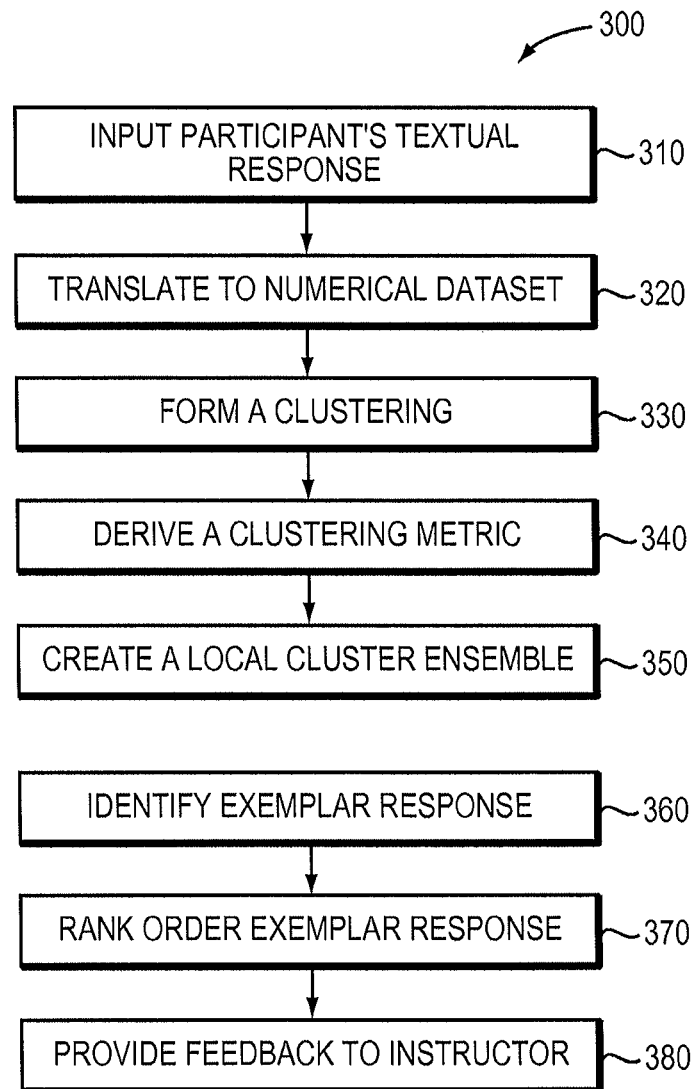 300
INPUT PARTICIPANT'S TEXTUAL
RESPONSE
310
TRANSLATE TO NUMERICAL DATASET
320
FORM A CLUSTERING
330
DERIVE A CLUSTERING METRIC
340
CREATE A LOCAL CLUSTER ENSEMBLE
350
IDENTIFY EXEMPLAR RESPONSE
360
RANK ORDER EXEMPLAR RESPONSE
370
PROVIDE FEEDBACK TO INSTRUCTOR
380